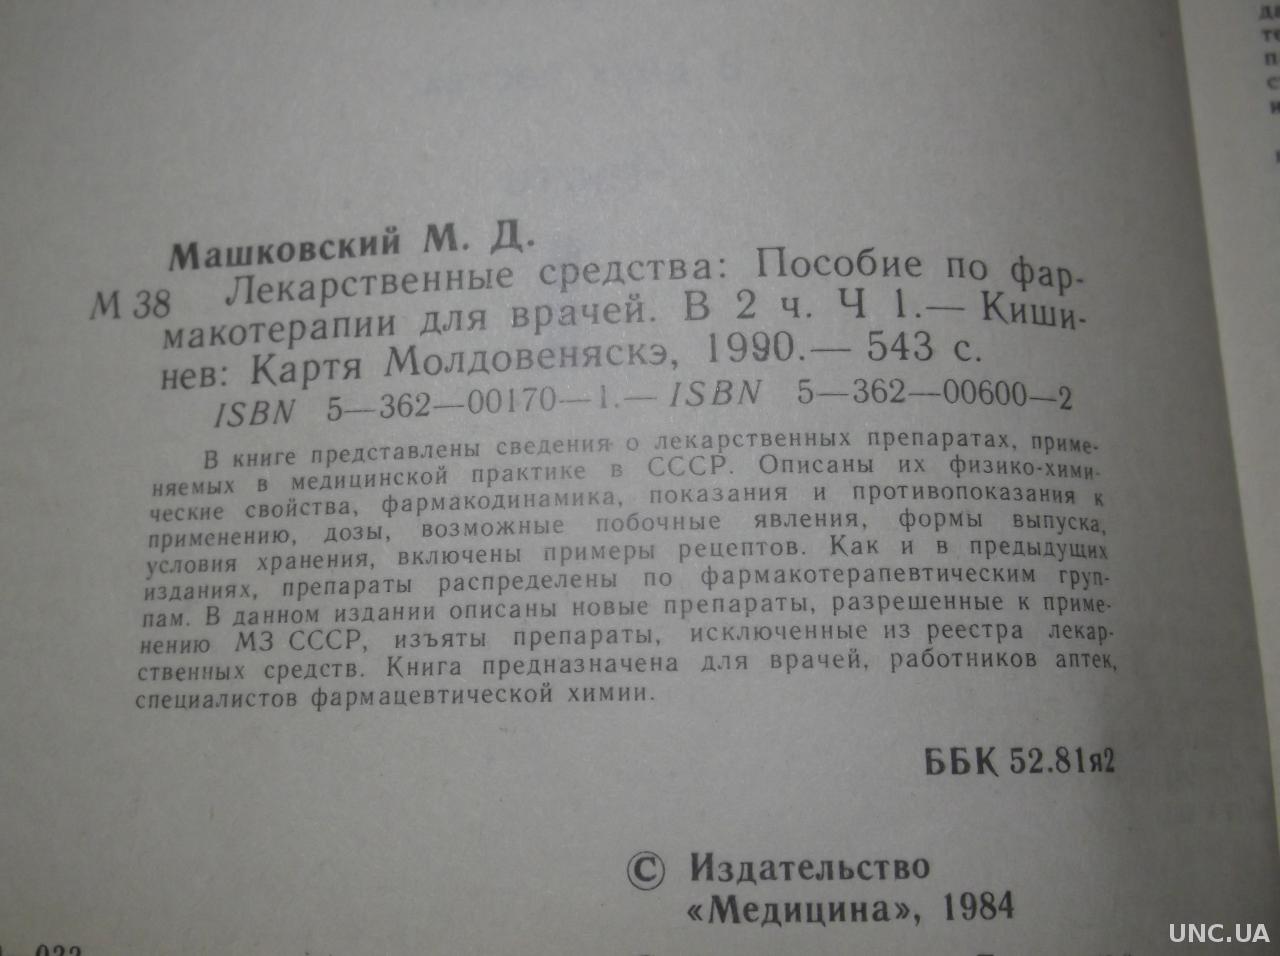 Машковский М. Д.
М 38 Лекарственные средства: Пособие по фар-
макотерапии для врачей. В 2 ч. Ч 1.— Киши-
нев: Картя Молдовеняскэ, 1990.— 543 с.
ISBN 5—362—00170—1.— ISBN 5—362—00600—2
В книге представлены сведения о лекарственных препаратах, приме-
няемых в медицинской практике в СССР. Описаны их физико-хими-
ческие свойства, фармакодинамика, показания и противопоказания к
применению, дозы, возможные побочные явления, формы выпуска,
условия хранения, включены примеры рецептов. Как и в предыдущих
изданиях, препараты распределены по фармакотерапевтическим груп-
пам. В данном издании описаны новые препараты, разрешенные к приме-
нению МЗ СССР, изъяты препараты, исключенные из реестра лекар-
ственных средств. Книга предназначена для врачей, работников аптек,
специалистов фармацевтической химии.
ББК 52.81я2
© Издательство
«Медицина», 1984
UNC.UA